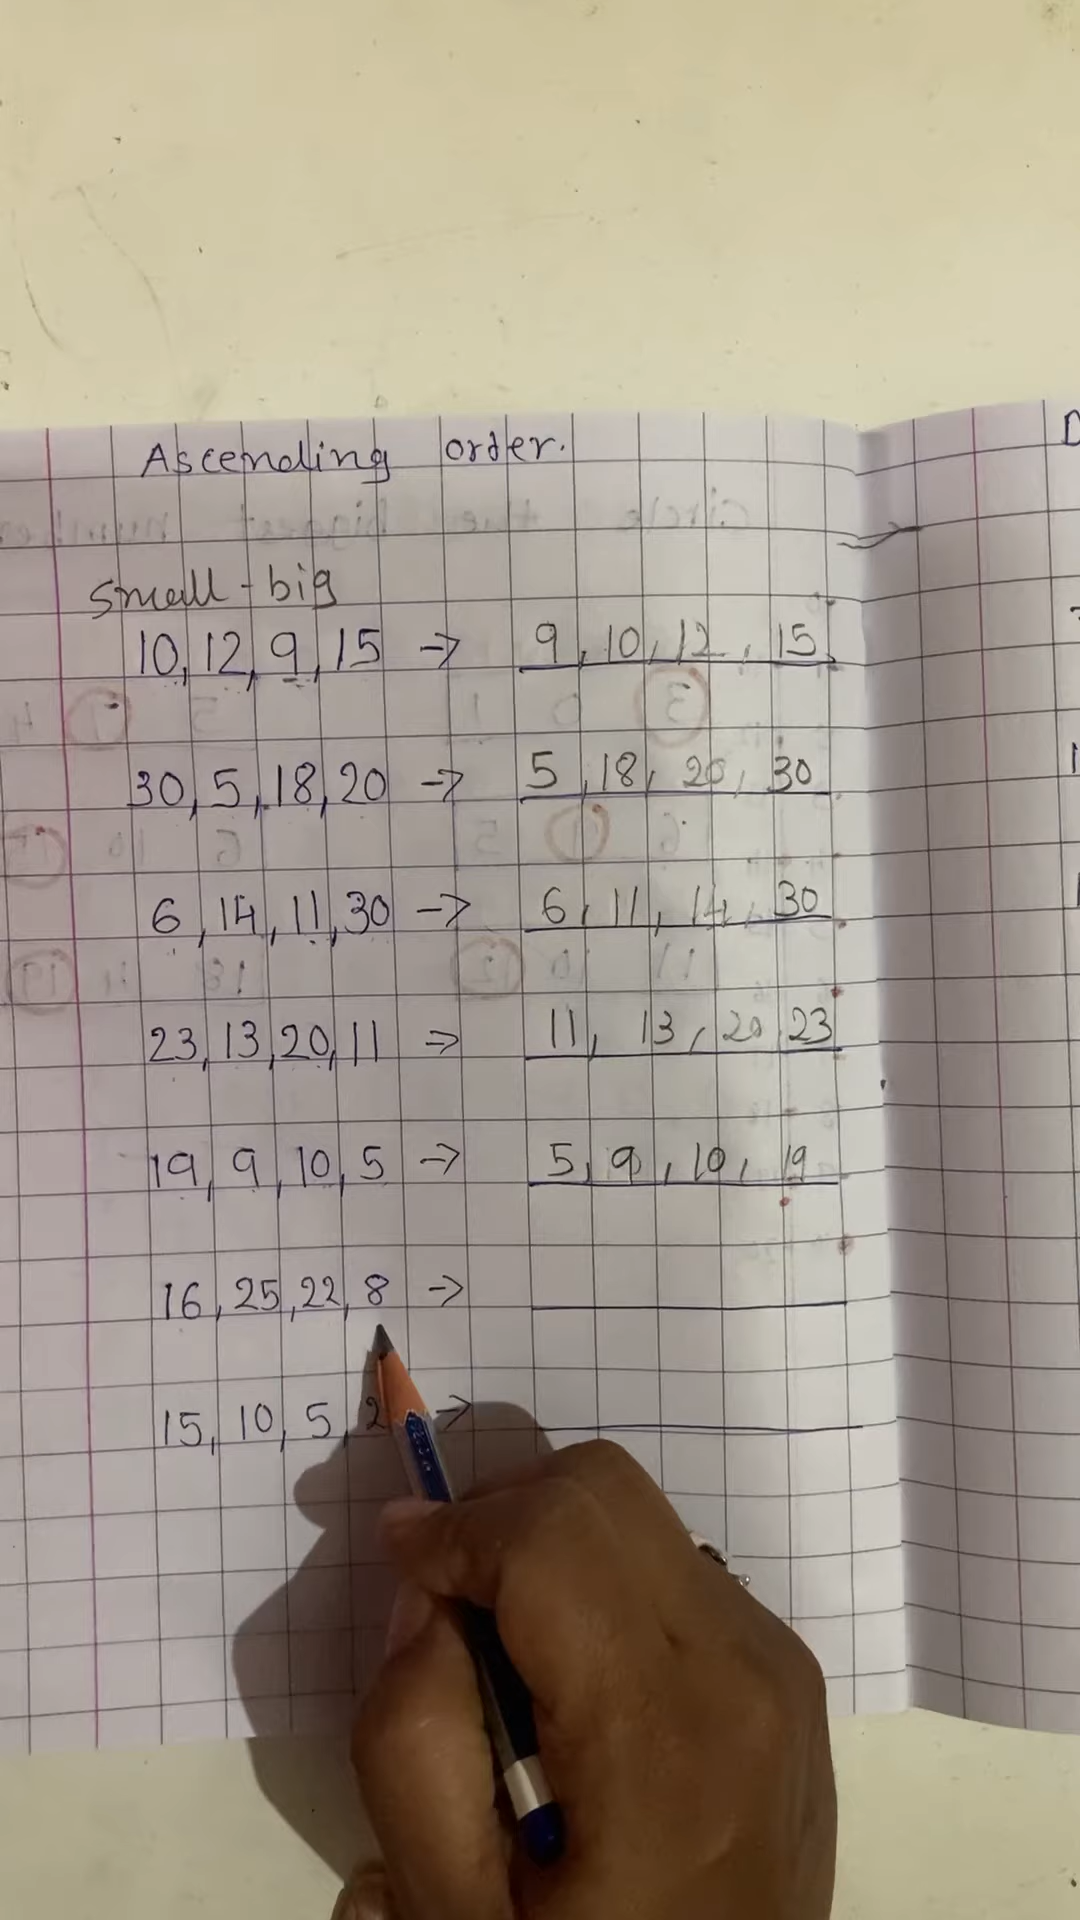 Ascending order.
Small-big
10, 12, 9, 15 → 9, 10, 12, 15
30, 5, 18, 20 → 5, 18, 20, 30
6, 14, 11, 30 → 6, 11, 14, 30
23, 13, 20, 11 ⇒ 11, 13, 20 23
19, 9, 10, 5 → 5, 9, 10, 19
16, 25, 22, 8 →
15, 10, 5, 2 →